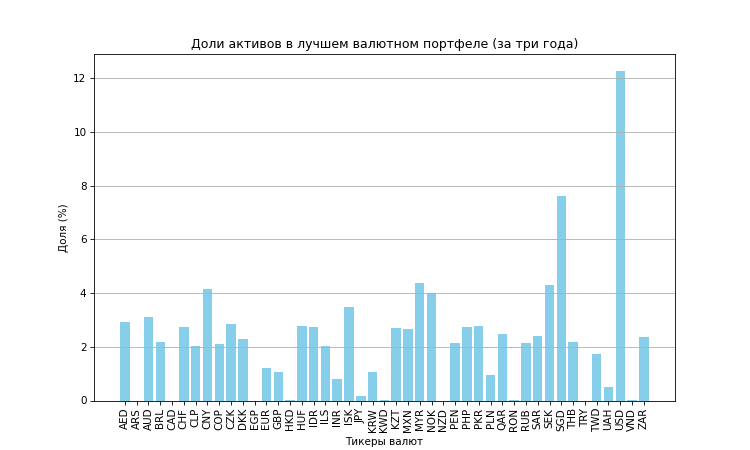 Доли активов в лучшем валютном портфеле (за три года)
Доля (%)
12
10
8
6
4
2
0
AED ARS AUD BRL CAD CHF CLP CNY COP CZK DKK EGP EUR GBP HKD HUF IDR ILS INR ISK JPY KRW KWD KZT MXN MYR NOK NZD PEN PHP PKR PLN QAR RON RUB SAR SEK SGD THB TRY TWD UAH USD VND ZAR
Тикеры валют